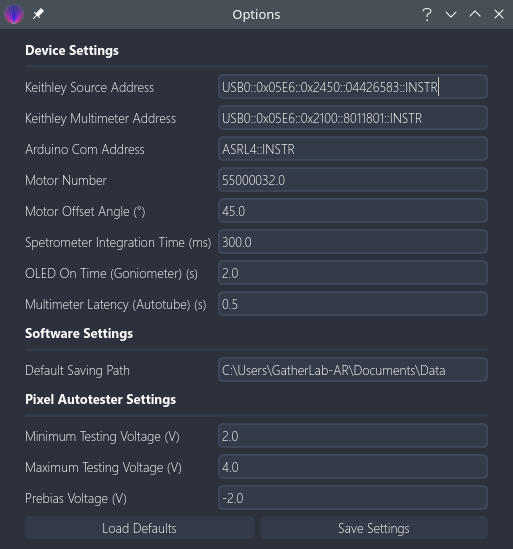 Options
Device Settings
Keithley Source Address USB0::0x05E6::0x2450::04426583::INSTR
Keithley Multimeter Address USB0::0x05E6::0x2100::8011801::INSTR
Arduino Com Address ASRL4::INSTR
Motor Number 55000032.0
Motor Offset Angle (°) 45.0
Spetrometer Integration Time (ms) 300.0
OLED On Time (Goniometer) (s) 2.0
Multimeter Latency (Autotube) (s) 0.5
Software Settings
Default Saving Path C:\Users\GatherLab-AR\Documents\Data
Pixel Autotester Settings
Minimum Testing Voltage (V) 2.0
Maximum Testing Voltage (V) 4.0
Prebias Voltage (V) -2.0
Load Defaults Save Settings